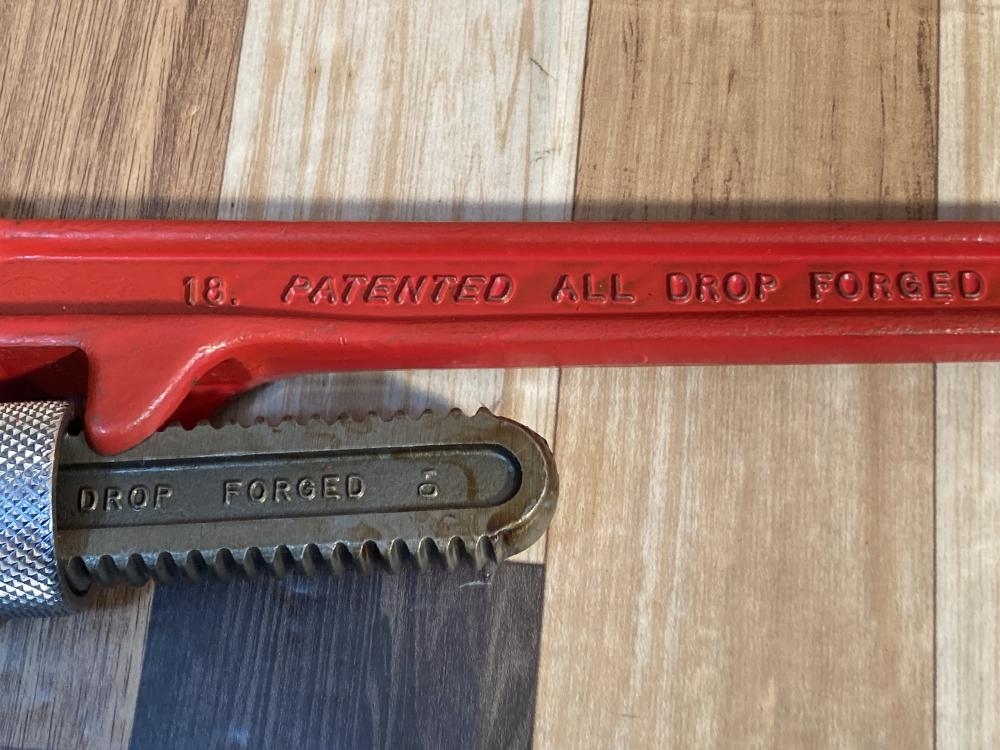 18. PATENTED ALL DROP FORGED
DROP FORGED